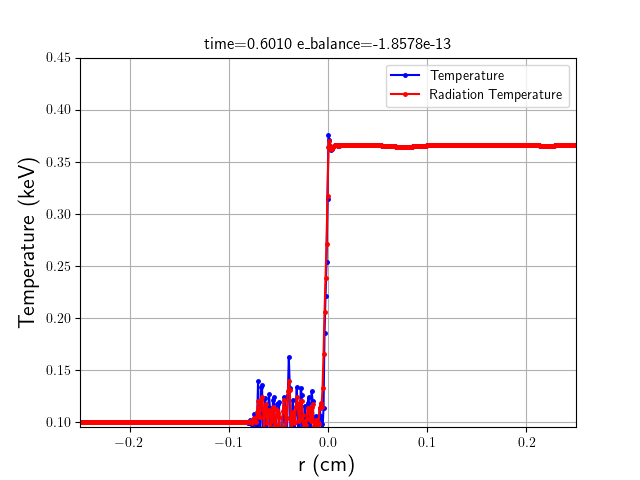 time=0.6010 e_balance=-1.8578e-13
Temperature
Radiation Temperature
Temperature (keV)
0.45
0.40
0.35
0.30
0.25
0.20
0.15
0.10
−0.2 −0.1 0.0 0.1 0.2
r (cm)